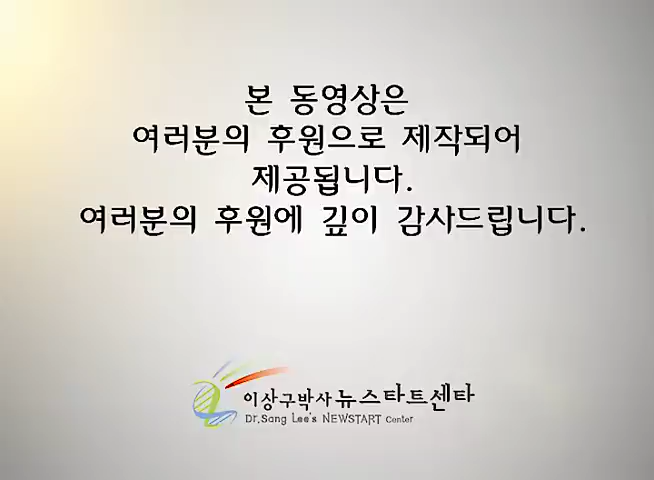 본 동영상은
여러분의 후원으로 제작되어
제공됩니다.
여러분의 후원에 깊이 감사드립니다.
이상구박사 뉴스타트센타
Dr.Sang Lee's NEWSTART Center